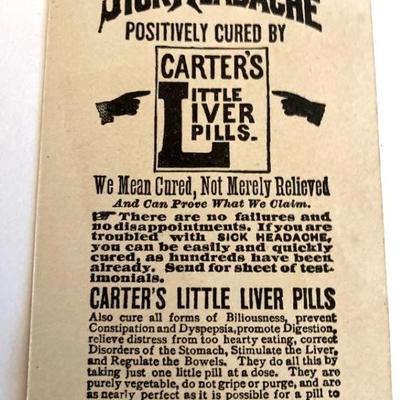 SICK HEADACHE
POSITIVELY CURED BY
CARTER'S
LITTLE
LIVER
PILLS.
We Mean Cured, Not Merely Relieved
And Can Prove What We Claim.
There are no failures and
no disappointments. If you are
troubled with SICK HEADACHE,
you can be easily and quickly
cured, as hundreds have been
already. Send for sheet of test-
imonials.
CARTER'S LITTLE LIVER PILLS
Also cure all forms of Biliousness, prevent
Constipation and Dyspepsia, promote Digestion,
relieve distress from too hearty eating, correct
Disorders of the Stomach, Stimulate the Liver,
and Regulate the Bowels. They do all this by
taking just one little pill at a dose. They are
purely vegetable, do not gripe or purge, and are
as nearly perfect as it is possible for a pill to